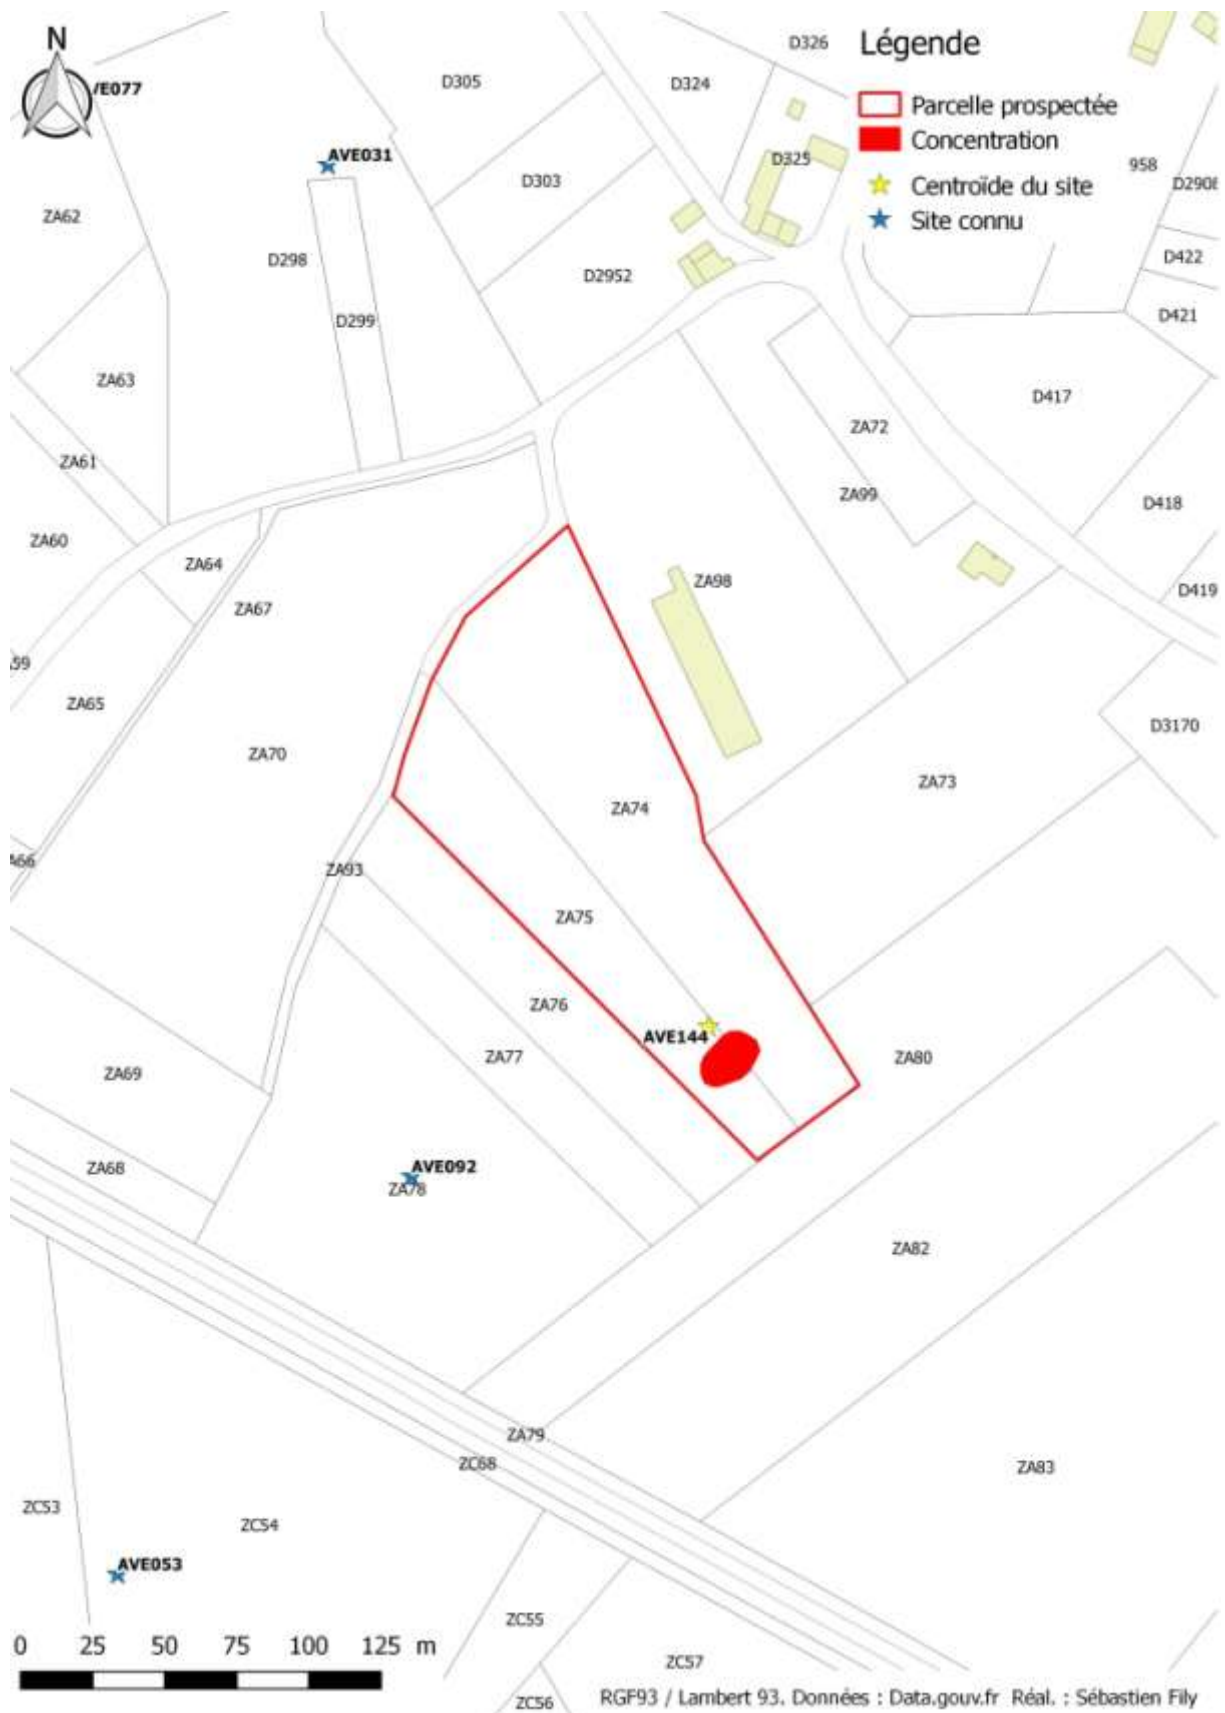 N
D326
Légende
/E077
D305
D324
Parcelle prospectée
Concentration
AVE031
D325
958
D303
Centroïde du site
D2908
ZA62
Site connu
D298
D2952
D422
D299
D421
ZA63
D417
ZA72
ZA61
ZA99
D418
ZA60
ZA64
ZA98
D419
ZA67
ZA65
D3170
ZA70
ZA73
ZA74
ZA93
ZA75
ZA76
AVE144
ZA77
ZA80
ZA69
ZA68
AVE092
ZA78
ZA82
ZA79
ZC68
ZA83
ZC53
ZC54
AVE053
ZC55
0 25 50 75 100 125 m
ZC57
ZC56
RGF93 / Lambert 93. Données : Data.gouv.fr Réal. : Sébastien Fily